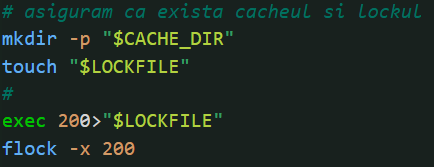 # asiguram ca exista cacheul si lockul
mkdir -p "$CACHE_DIR"
touch "$LOCKFILE"
#
exec 200>"$LOCKFILE"
flock -x 200